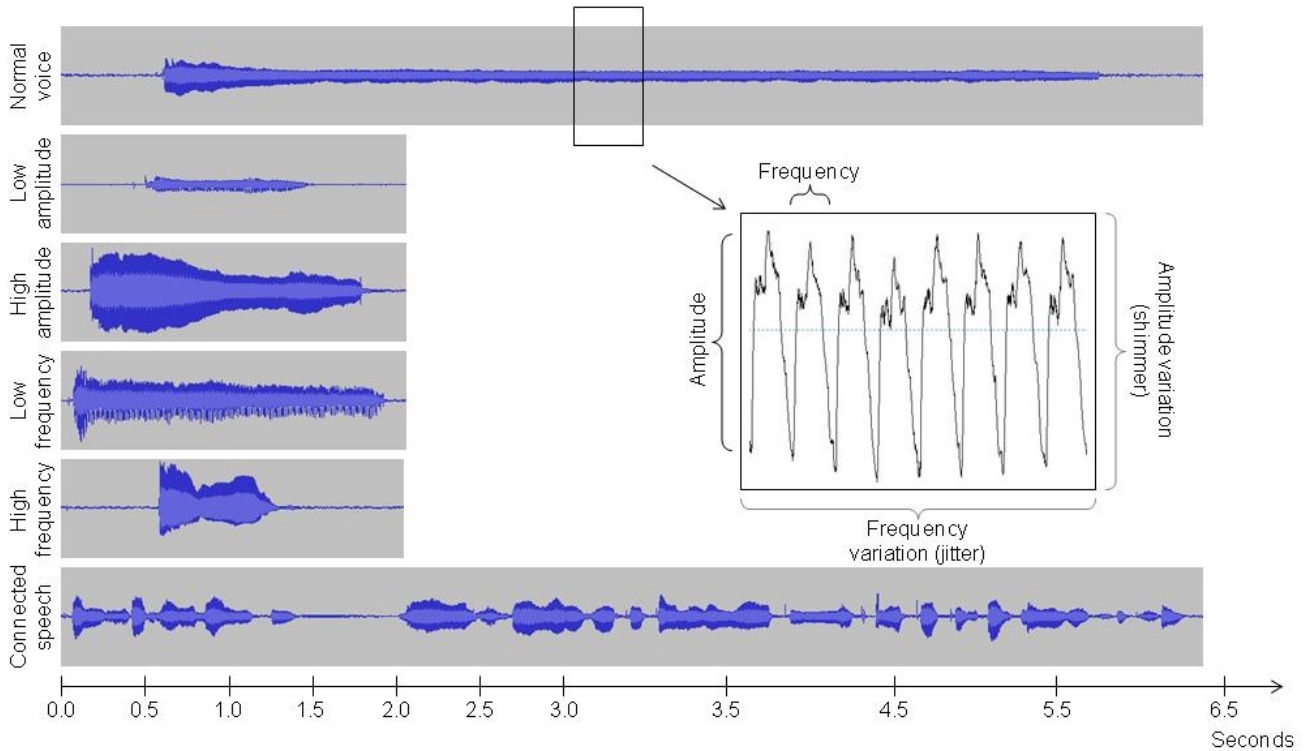 Normal
voice
Low
amplitude
High
amplitude
Low
frequency
High
frequency
Connected
speech
Frequency
Amplitude
Amplitude variation
(shimmer)
Frequency
variation (jitter)
0.0 0.5 1.0 1.5 2.0 2.5 3.0 3.5 4.5 5.5 6.5
Seconds